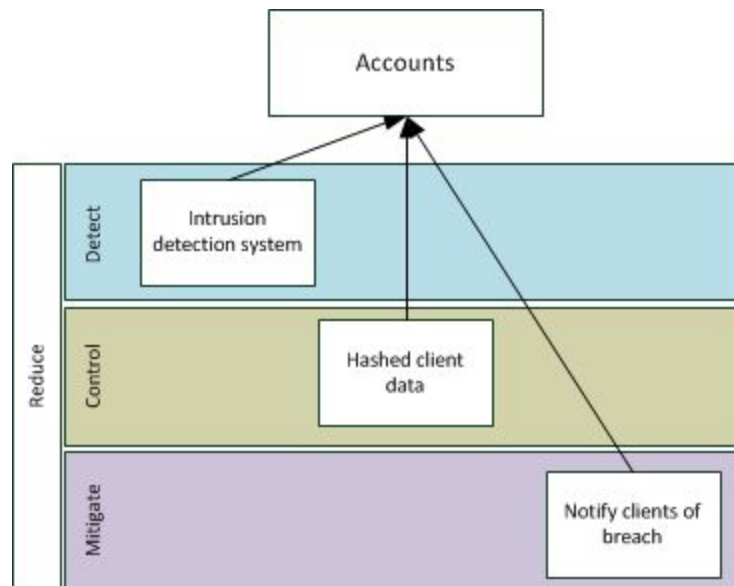 Accounts
Detect
Intrusion
detection system
Reduce
Control
Hashed client
data
Mitigate
Notify clients of
breach